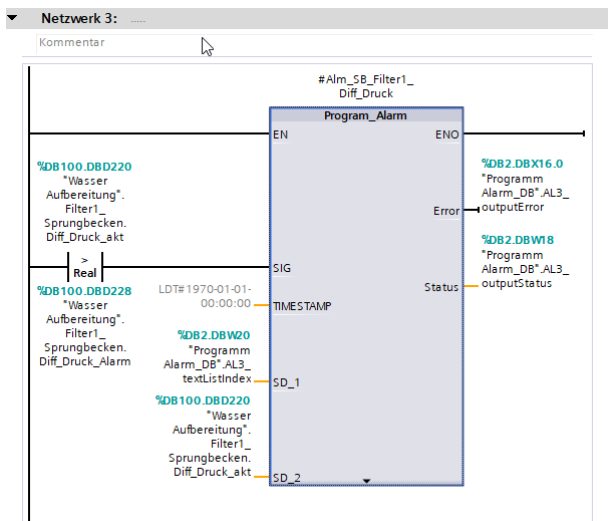 Netzwerk 3: .....
Kommentar
#Alm_SB_Filter1_
Diff_Druck
Program_Alarm
EN
ENO
%DB100.DBD220
"Wasser
Aufbereitung".
Filter1_
Sprungbecken.
Diff_Druck_akt
>
Real
%DB100.DBD228
"Wasser
Aufbereitung".
Filter1_
Sprungbecken.
Diff_Druck_Alarm
SIG
LDT#1970-01-01-
00:00:00
TIMESTAMP
%DB2.DBW20
"Programm
Alarm_DB".AL3_
textListIndex
SD_1
%DB100.DBD220
"Wasser
Aufbereitung".
Filter1_
Sprungbecken.
Diff_Druck_akt
SD_2
%DB2.DBX16.0
"Programm
Alarm_DB".AL3_
outputError
Error
%DB2.DBW18
"Programm
Alarm_DB".AL3_
outputStatus
Status